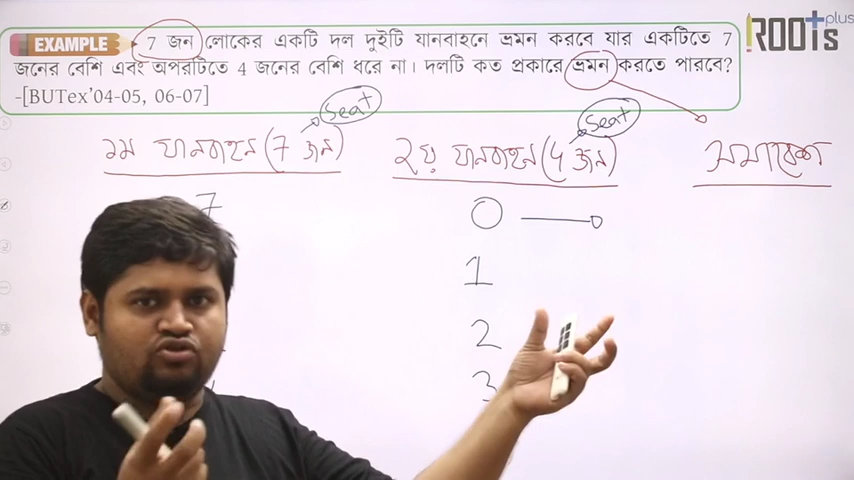 EXAMPLE 7 জন লোকের একটি দল দুইটি যানবাহনে ভ্রমন করবে যার একটিতে 7
জনের বেশি এবং অপরটিতে 4 জনের বেশি ধরে না। দলটি কত প্রকারে ভ্রমন করতে পারবে?
-[BUTex'04-05, 06-07]
ROOTs plus
Seat
Seat
১ম যানবাহন (7 জন)
২য় যানবাহন (4 জন)
সমাবেশ
7
0
1
2
3